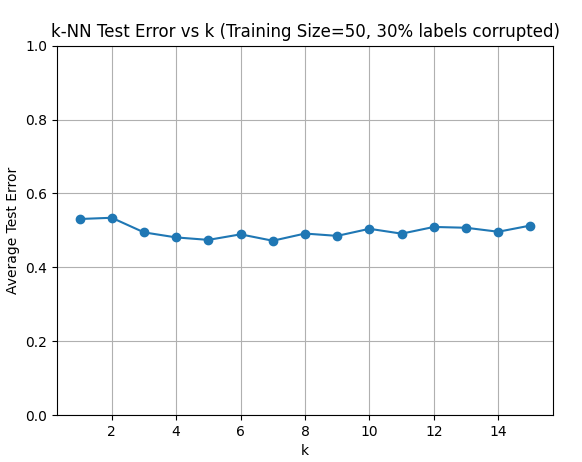 k-NN Test Error vs k (Training Size=50, 30% labels corrupted)
1.0
0.8
0.6
0.4
0.2
0.0
Average Test Error
2 4 6 8 10 12 14
k